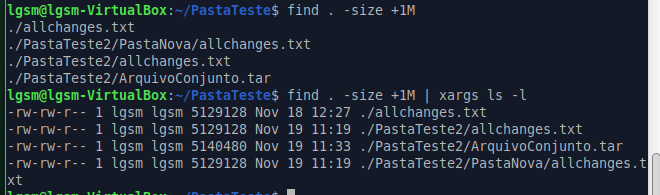 lgsm@lgsm-VirtualBox:~/PastaTeste$ find . -size +1M
./allchanges.txt
./PastaTeste2/PastaNova/allchanges.txt
./PastaTeste2/allchanges.txt
./PastaTeste2/ArquivoConjunto.tar
lgsm@lgsm-VirtualBox:~/PastaTeste$ find . -size +1M | xargs ls -l
-rw-rw-r-- 1 lgsm lgsm 5129128 Nov 18 12:27 ./allchanges.txt
-rw-rw-r-- 1 lgsm lgsm 5129128 Nov 19 11:19 ./PastaTeste2/allchanges.txt
-rw-rw-r-- 1 lgsm lgsm 5140480 Nov 19 11:33 ./PastaTeste2/ArquivoConjunto.tar
-rw-rw-r-- 1 lgsm lgsm 5129128 Nov 19 11:19 ./PastaTeste2/PastaNova/allchanges.t
xt
lgsm@lgsm-VirtualBox:~/PastaTeste$